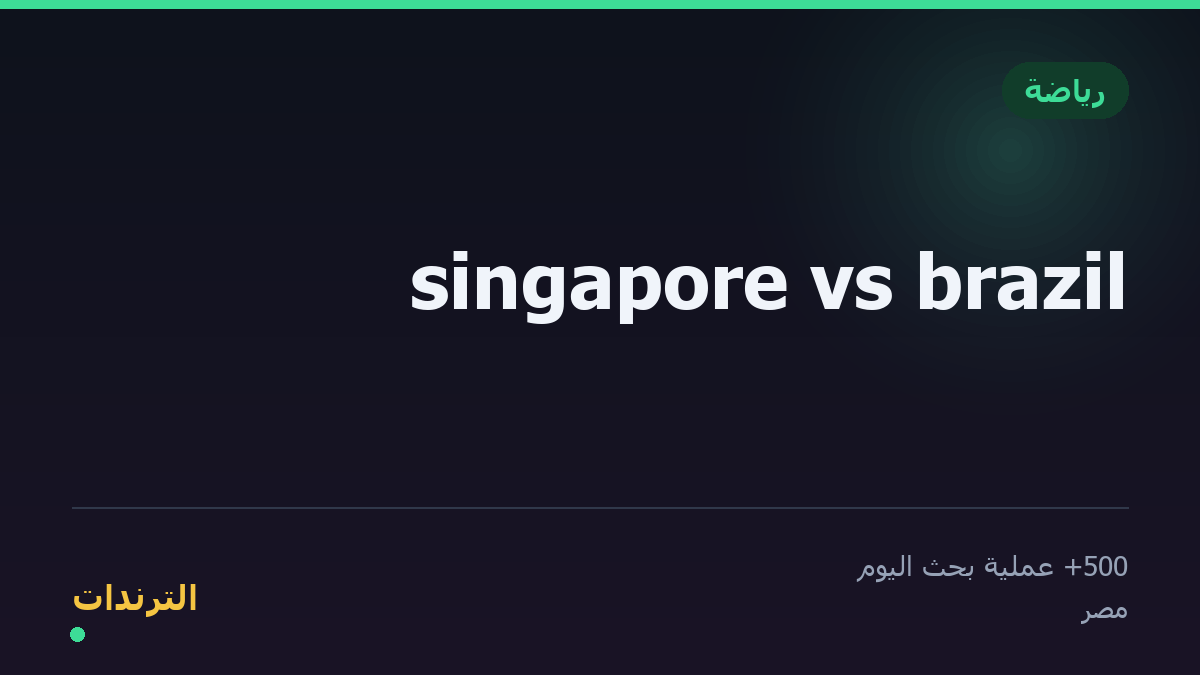 رياضة
singapore vs brazil
500+ عملية بحث اليوم
مصر
الترندات